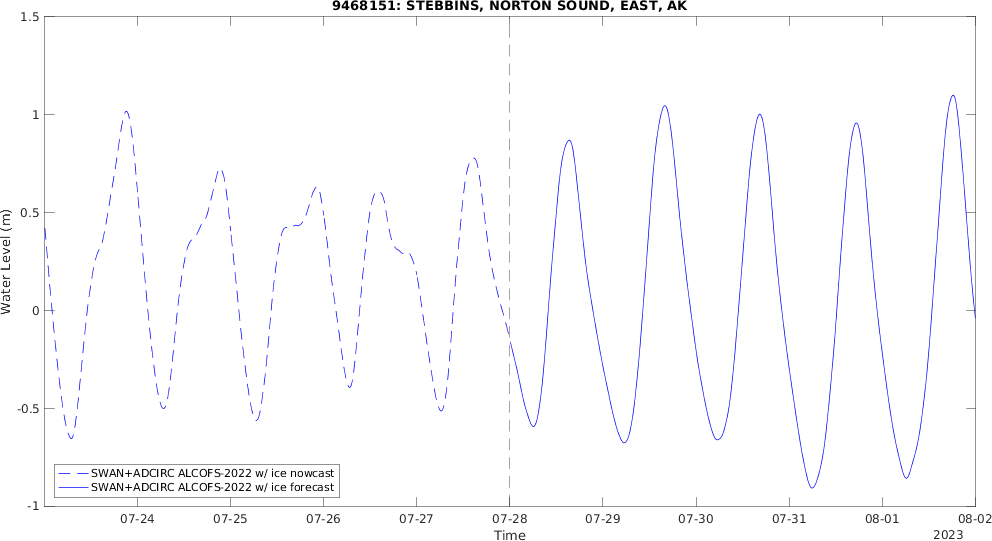 9468151: STEBBINS, NORTON SOUND, EAST, AK
1.5
1
0.5
0
-0.5
-1
Water Level (m)
SWAN+ADCIRC ALCOFS-2022 w/ ice nowcast
SWAN+ADCIRC ALCOFS-2022 w/ ice forecast
07-24 07-25 07-26 07-27 07-28 07-29 07-30 07-31 08-01 08-02
Time
2023